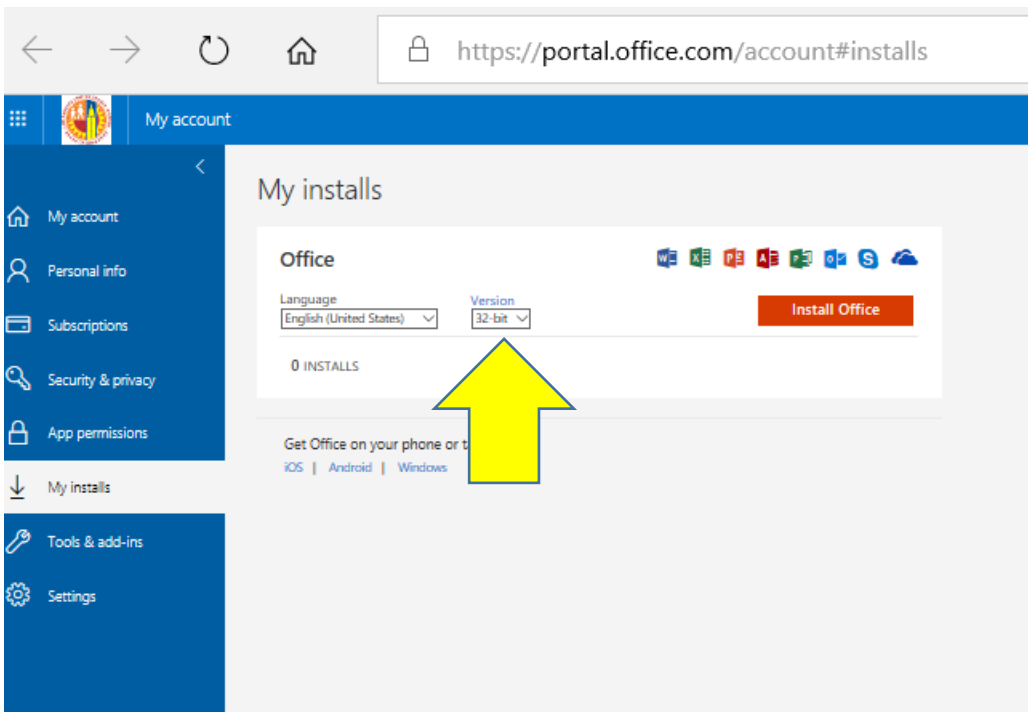 https://portal.office.com/account#installs
My account
My installs
My account
Personal info
Subscriptions
Security & privacy
App permissions
My installs
Tools & add-ins
Settings
Office
Language
Version
English (United States)
32-bit
Install Office
0 INSTALLS
Get Office on your phone or
iOS | Android | Windows